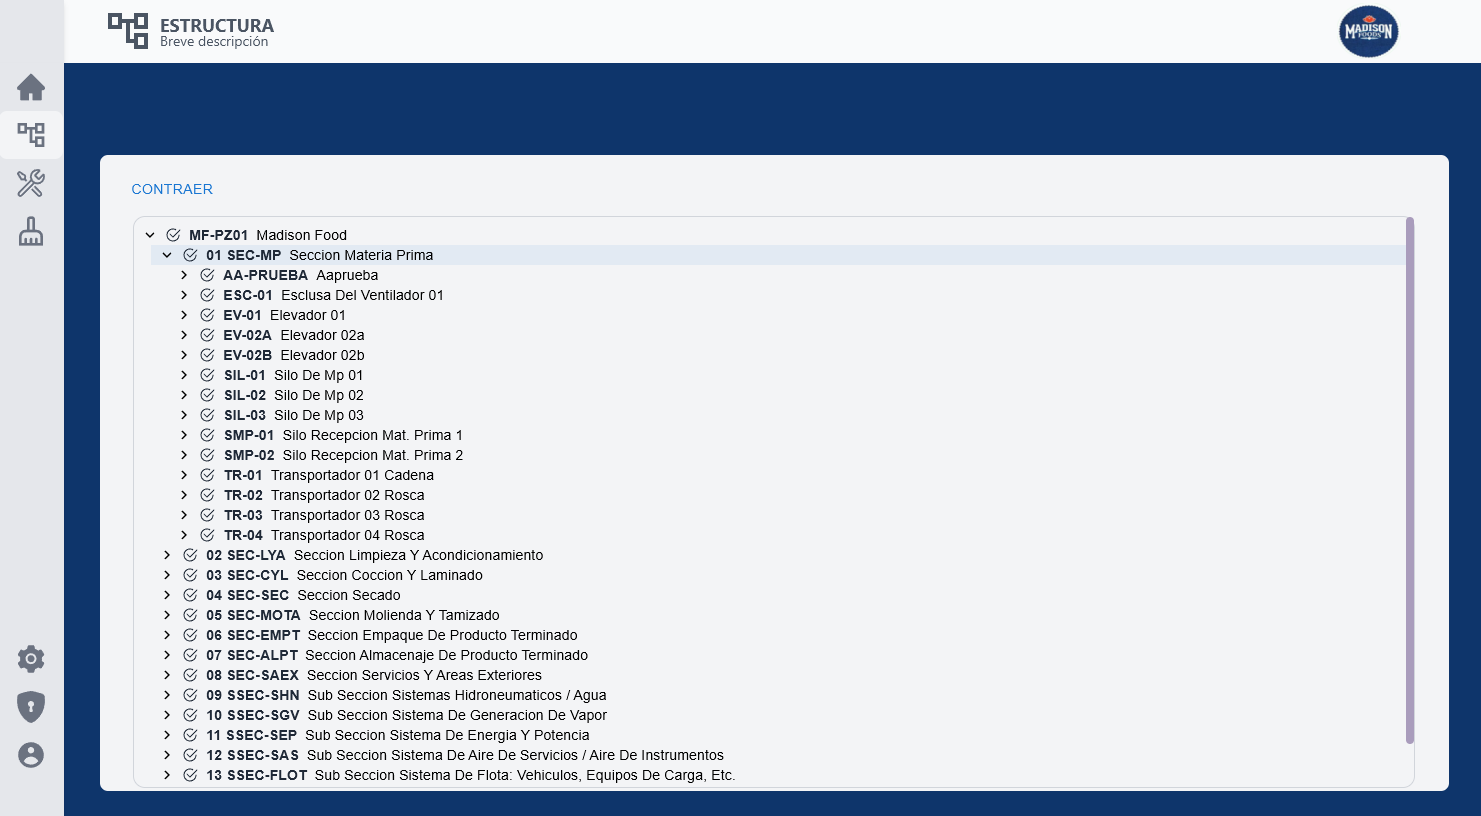 ESTRUCTURA
Breve descripción
MADISON
FOODS
CONTRAER
MF-PZ01 Madison Food
01 SEC-MP Seccion Materia Prima
AA-PRUEBA Aaprueba
ESC-01 Esclusa Del Ventilador 01
EV-01 Elevador 01
EV-02A Elevador 02a
EV-02B Elevador 02b
SIL-01 Silo De Mp 01
SIL-02 Silo De Mp 02
SIL-03 Silo De Mp 03
SMP-01 Silo Recepcion Mat. Prima 1
SMP-02 Silo Recepcion Mat. Prima 2
TR-01 Transportador 01 Cadena
TR-02 Transportador 02 Rosca
TR-03 Transportador 03 Rosca
TR-04 Transportador 04 Rosca
02 SEC-LYA Seccion Limpieza Y Acondicionamiento
03 SEC-CYL Seccion Coccion Y Laminado
04 SEC-SEC Seccion Secado
05 SEC-MOTA Seccion Molienda Y Tamizado
06 SEC-EMPT Seccion Empaque De Producto Terminado
07 SEC-ALPT Seccion Almacenaje De Producto Terminado
08 SEC-SAEX Seccion Servicios Y Areas Exteriores
09 SSEC-SHN Sub Seccion Sistemas Hidroneumaticos / Agua
10 SSEC-SGV Sub Seccion Sistema De Generacion De Vapor
11 SSEC-SEP Sub Seccion Sistema De Energia Y Potencia
12 SSEC-SAS Sub Seccion Sistema De Aire De Servicios / Aire De Instrumentos
13 SSEC-FLOT Sub Seccion Sistema De Flota: Vehiculos, Equipos De Carga, Etc.